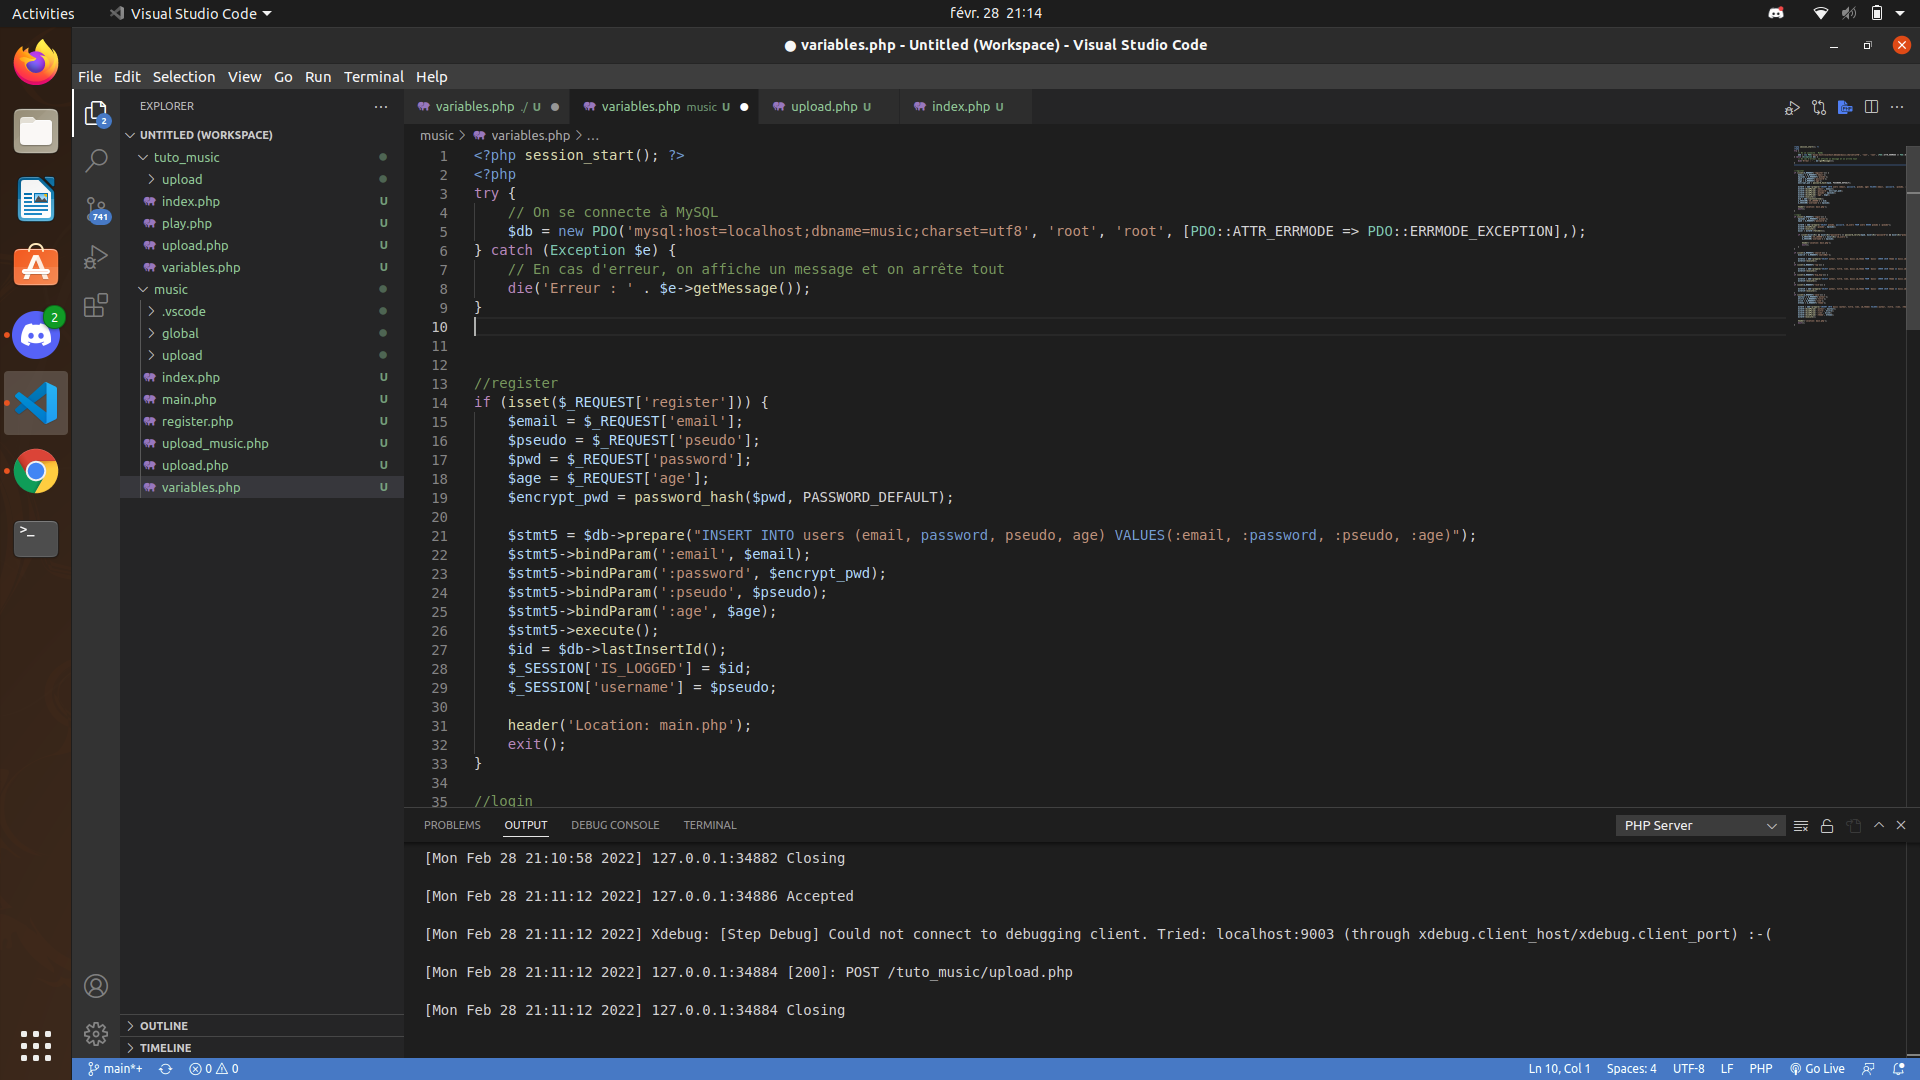 Activities
Visual Studio Code
févr. 28 21:14
● variables.php - Untitled (Workspace) - Visual Studio Code
File Edit Selection View Go Run Terminal Help
EXPLORER
variables.php ./ U
variables.php music U
upload.php U
index.php U
music > variables.php > ...
UNTITLED (WORKSPACE)
tuto_music
upload
index.php U
play.php U
upload.php U
variables.php U
music
.vscode
global
upload
index.php U
main.php U
register.php U
upload_music.php U
upload.php U
variables.php U
OUTLINE
TIMELINE
2
741
2
1 <?php session_start(); ?>
2 <?php
3 try {
4 // On se connecte à MySQL
5 $db = new PDO('mysql:host=localhost;dbname=music;charset=utf8', 'root', 'root', [PDO::ATTR_ERRMODE => PDO::ERRMODE_EXCEPTION],);
6 } catch (Exception $e) {
7 // En cas d'erreur, on affiche un message et on arrête tout
8 die('Erreur : ' . $e->getMessage());
9 }
10
11
12
13 //register
14 if (isset($_REQUEST['register'])) {
15 $email = $_REQUEST['email'];
16 $pseudo = $_REQUEST['pseudo'];
17 $pwd = $_REQUEST['password'];
18 $age = $_REQUEST['age'];
19 $encrypt_pwd = password_hash($pwd, PASSWORD_DEFAULT);
20
21 $stmt5 = $db->prepare("INSERT INTO users (email, password, pseudo, age) VALUES(:email, :password, :pseudo, :age)");
22 $stmt5->bindParam(':email', $email);
23 $stmt5->bindParam(':password', $encrypt_pwd);
24 $stmt5->bindParam(':pseudo', $pseudo);
25 $stmt5->bindParam(':age', $age);
26 $stmt5->execute();
27 $id = $db->lastInsertId();
28 $_SESSION['IS_LOGGED'] = $id;
29 $_SESSION['username'] = $pseudo;
30
31 header('Location: main.php');
32 exit();
33 }
34
35 //login
PROBLEMS OUTPUT DEBUG CONSOLE TERMINAL
PHP Server
[Mon Feb 28 21:10:58 2022] 127.0.0.1:34882 Closing
[Mon Feb 28 21:11:12 2022] 127.0.0.1:34886 Accepted
[Mon Feb 28 21:11:12 2022] Xdebug: [Step Debug] Could not connect to debugging client. Tried: localhost:9003 (through xdebug.client_host/xdebug.client_port) :-(
[Mon Feb 28 21:11:12 2022] 127.0.0.1:34884 [200]: POST /tuto_music/upload.php
[Mon Feb 28 21:11:12 2022] 127.0.0.1:34884 Closing
main*+ 0 0
Ln 10, Col 1 Spaces: 4 UTF-8 LF PHP Go Live